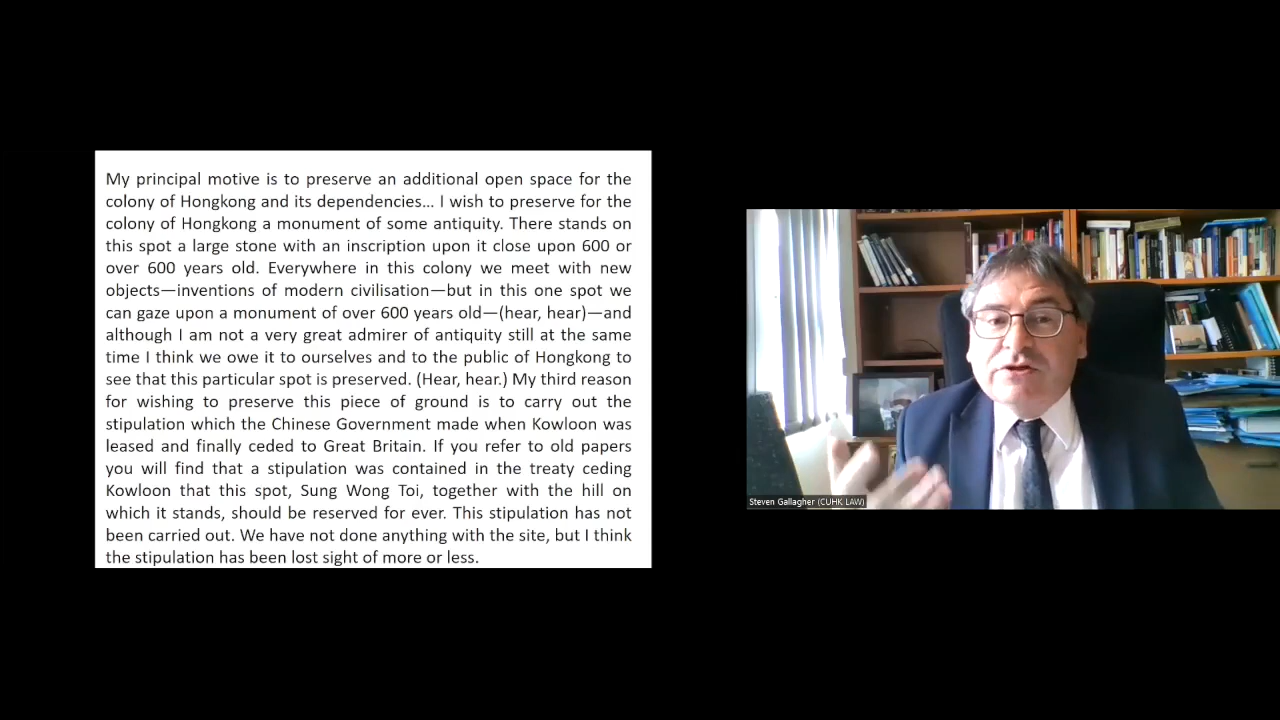 My principal motive is to preserve an additional open space for the
colony of Hongkong and its dependencies... I wish to preserve for the
colony of Hongkong a monument of some antiquity. There stands on
this spot a large stone with an inscription upon it close upon 600 or
over 600 years old. Everywhere in this colony we meet with new
objects—inventions of modern civilisation—but in this one spot we
can gaze upon a monument of over 600 years old—(hear, hear)—and
although I am not a very great admirer of antiquity still at the same
time I think we owe it to ourselves and to the public of Hongkong to
see that this particular spot is preserved. (Hear, hear.) My third reason
for wishing to preserve this piece of ground is to carry out the
stipulation which the Chinese Government made when Kowloon was
leased and finally ceded to Great Britain. If you refer to old papers
you will find that a stipulation was contained in the treaty ceding
Kowloon that this spot, Sung Wong Toi, together with the hill on
which it stands, should be reserved for ever. This stipulation has not
been carried out. We have not done anything with the site, but I think
the stipulation has been lost sight of more or less.
Steven Gallagher (CUHK LAW)